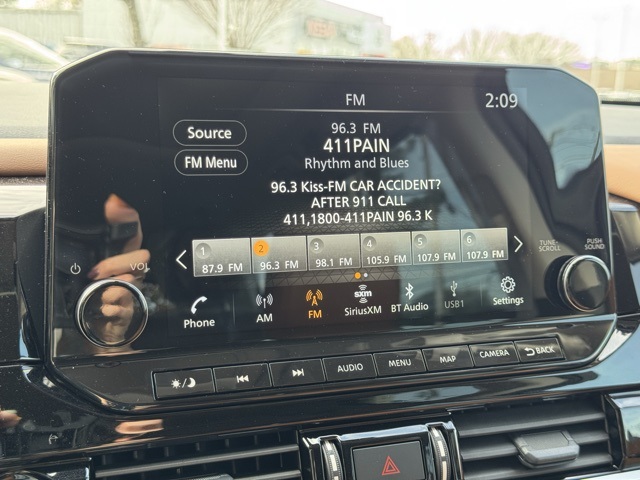 FM
2:09
Source
FM Menu
96.3 FM
411PAIN
Rhythm and Blues
96.3 Kiss-FM CAR ACCIDENT?
AFTER 911 CALL
411,1800-411PAIN 96.3 K
1 2 3 4 5 6
87.9 FM 96.3 FM 98.1 FM 105.9 FM 107.9 FM 107.9 FM
VOL
TUNE-SCROLL
PUSH SOUND
Phone
AM
FM
sxm
SiriusXM
BT Audio
USB1
Settings
AUDIO
MENU
MAP
CAMERA
BACK